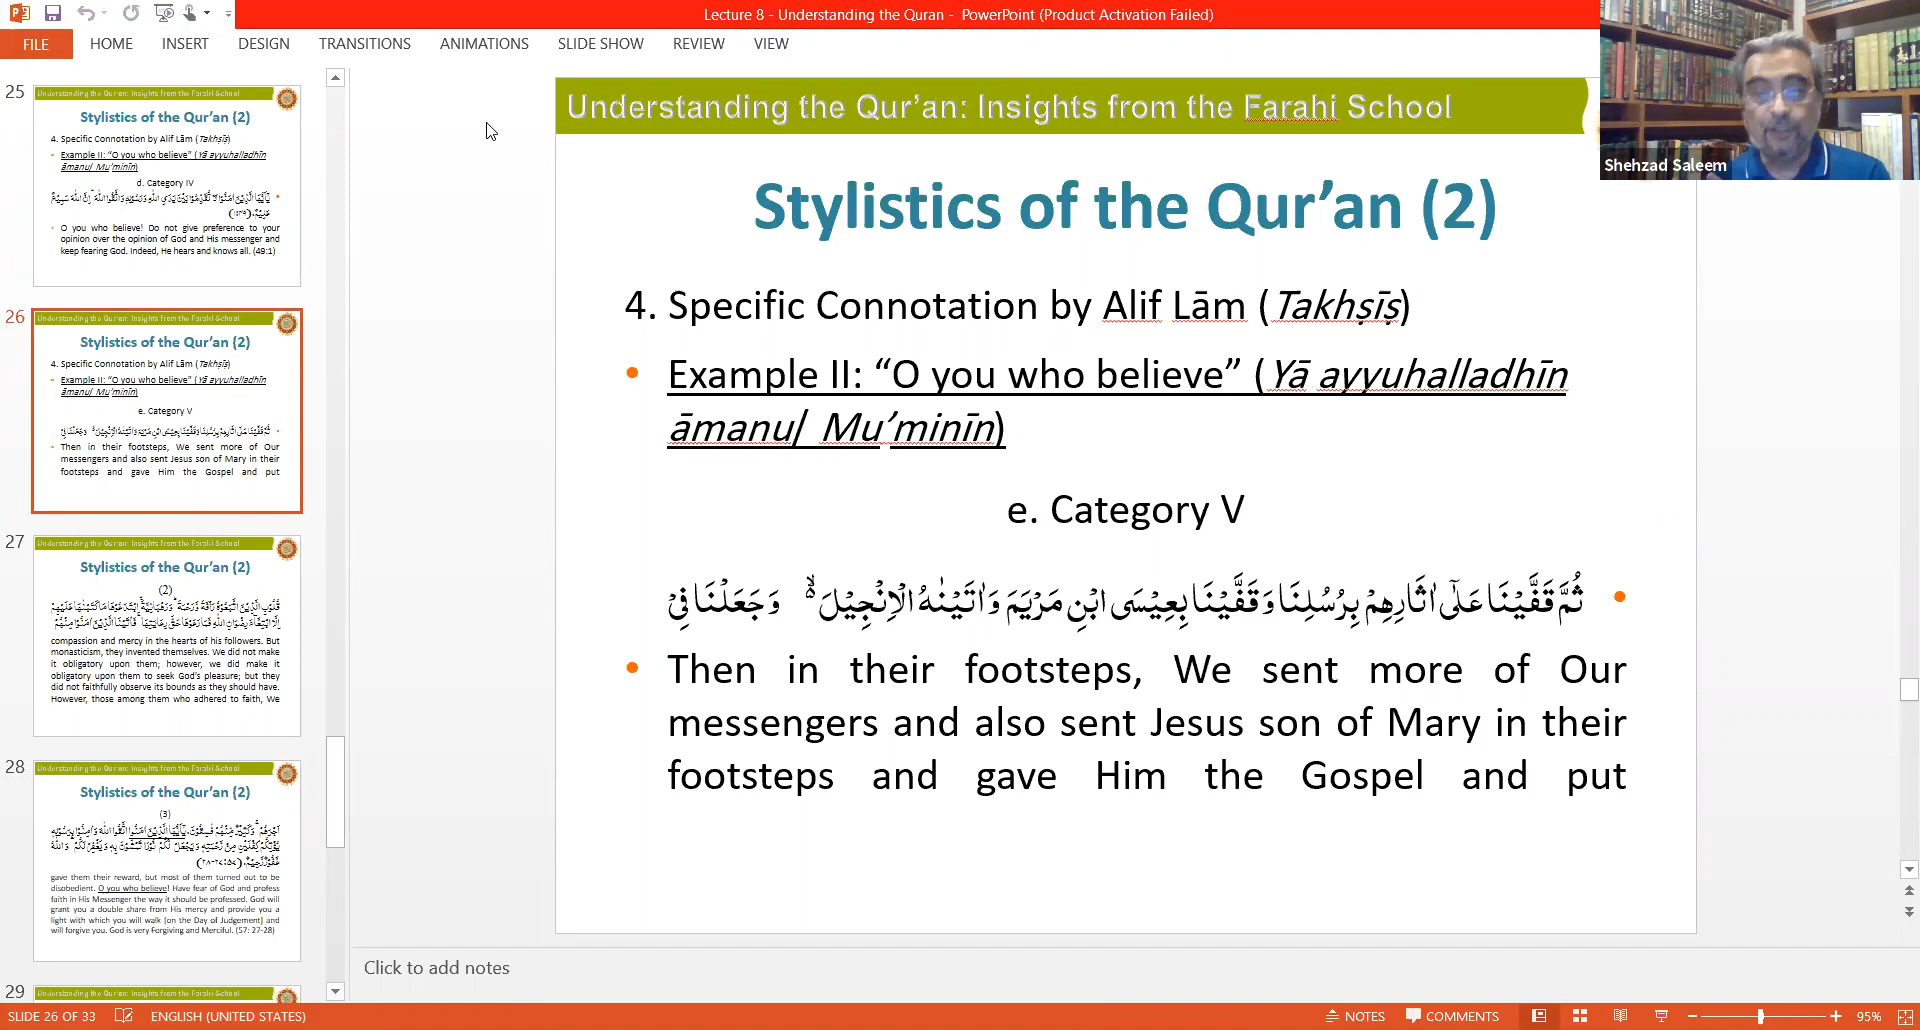 Lecture 8 - Understanding the Quran - PowerPoint (Product Activation Failed)
FILE HOME INSERT DESIGN TRANSITIONS ANIMATIONS SLIDE SHOW REVIEW VIEW
Shehzad Saleem
25
Understanding the Qur'an: Insights from the Farahi School
Stylistics of the Qur'an (2)
4. Specific Connotation by Alif Lām (Takhṣīṣ)
• Example II: "O you who believe" (Yā ayyuhalladhīn
āmanu/ Mu'minīn)
d. Category IV
• O you who believe! Do not give preference to your
opinion over the opinion of God and His messenger and
keep fearing God. Indeed, He hears and knows all. (49:1)
26
Understanding the Qur'an: Insights from the Farahi School
Stylistics of the Qur'an (2)
4. Specific Connotation by Alif Lām (Takhṣīṣ)
• Example II: "O you who believe" (Yā ayyuhalladhīn
āmanu/ Mu'minīn)
e. Category V
ثُمَّ قَفَّيْنَا عَلٰٓى اٰثَارِهِمْ بِرُسُلِنَا وَقَفَّيْنَا بِعِيْسَى ابْنِ مَرْيَمَ وَاٰتَيْنٰهُ الْاِنْجِيْلَ ۙ وَجَعَلْنَا فِيْ
• Then in their footsteps, We sent more of Our
messengers and also sent Jesus son of Mary in their
footsteps and gave Him the Gospel and put
27
Understanding the Qur'an: Insights from the Farahi School
Stylistics of the Qur'an (2)
(2)
compassion and mercy in the hearts of his followers. But
monasticism, they invented themselves. We did not make
it obligatory upon them; however, we did make it
obligatory upon them to seek God's pleasure; but they
did not faithfully observe its bounds as they should have.
However, those among them who adhered to faith, We
28
Understanding the Qur'an: Insights from the Farahi School
Stylistics of the Qur'an (2)
(3)
gave them their reward, but most of them turned out to be
disobedient. O you who believe! Have fear of God and profess
faith in His Messenger the way it should be professed. God will
grant you a double share from His mercy and provide you a
light with which you will walk [on the Day of Judgement] and
will forgive you. God is very Forgiving and Merciful. (57: 27-28)
29
Understanding the Qur'an: Insights from the Farahi School
Understanding the Qur'an: Insights from the Farahi School
Stylistics of the Qur'an (2)
4. Specific Connotation by Alif Lām (Takhṣīṣ)
• Example II: "O you who believe" (Yā ayyuhalladhīn
āmanu/ Mu'minīn)
e. Category V
ثُمَّ قَفَّيْنَا عَلٰٓى اٰثَارِهِمْ بِرُسُلِنَا وَقَفَّيْنَا بِعِيْسَى ابْنِ مَرْيَمَ وَاٰتَيْنٰهُ الْاِنْجِيْلَ ۙ وَجَعَلْنَا فِيْ
• Then in their footsteps, We sent more of Our
messengers and also sent Jesus son of Mary in their
footsteps and gave Him the Gospel and put
Click to add notes
SLIDE 26 OF 33 ENGLISH (UNITED STATES) NOTES COMMENTS 95%